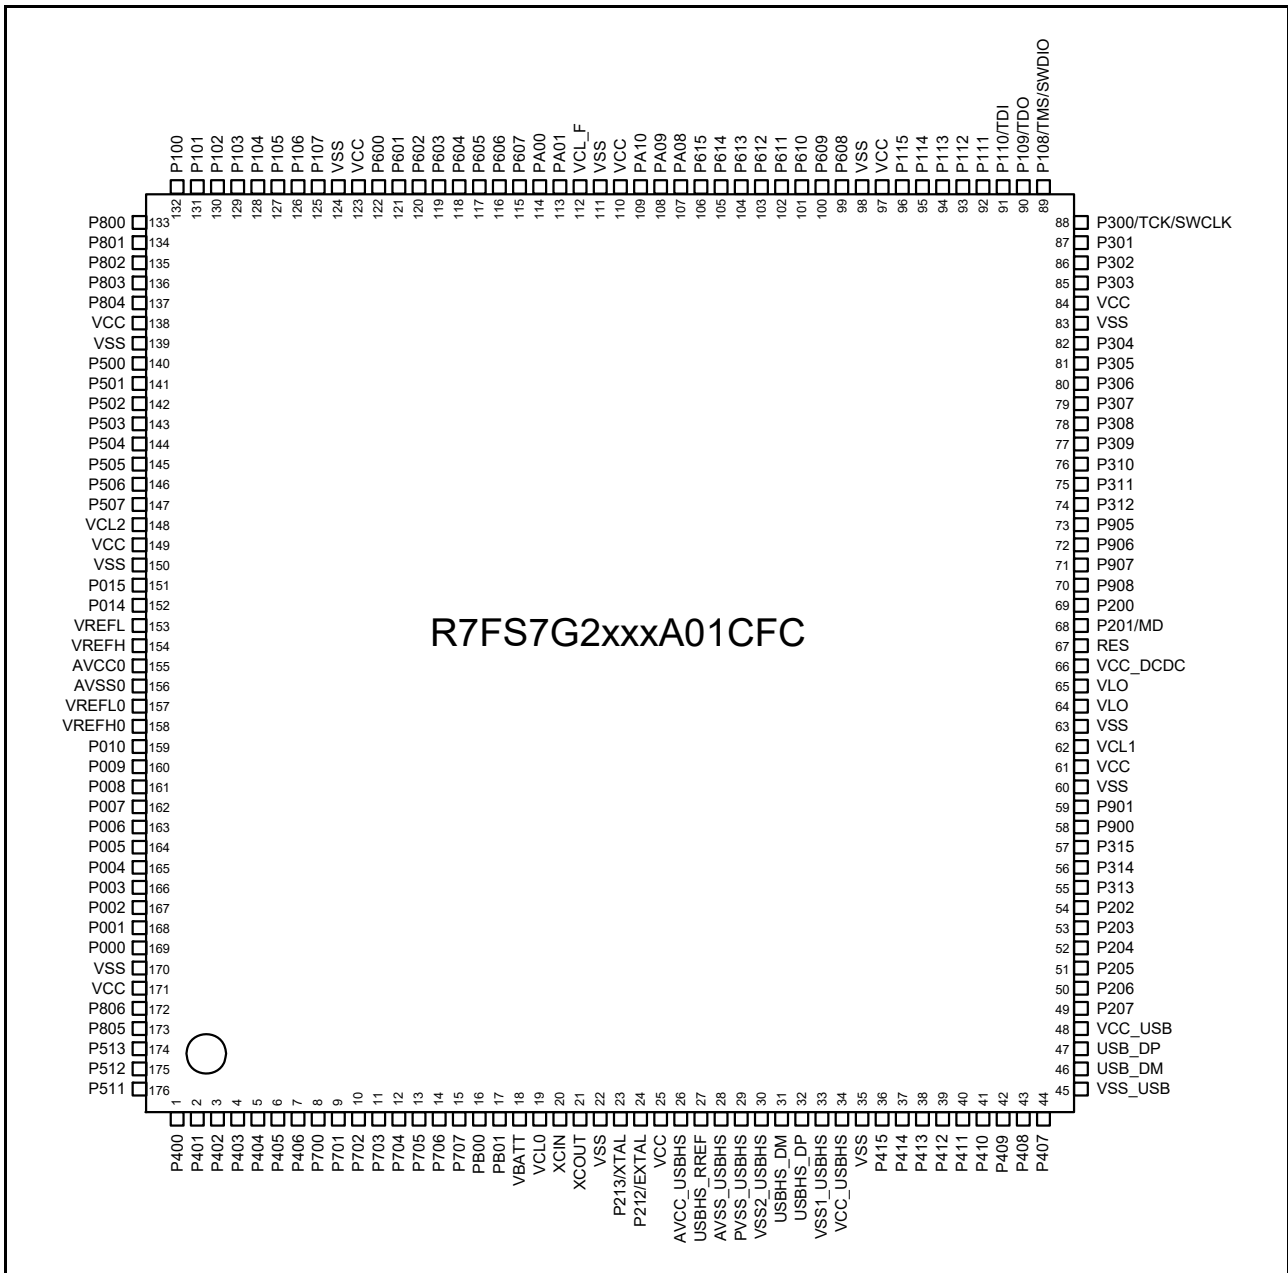 P100
P101
P102
P103
P104
P105
P106
P107
VSS
VCC
P600
P601
P602
P603
P604
P605
P606
P607
PA00
PA01
VCL_F
VSS
VCC
PA10
PA09
PA08
P615
P614
P613
P612
P611
P610
P609
P608
VSS
VCC
P115
P114
P113
P112
P111
P110/TDI
P109/TDO
P108/TMS/SWDIO
132
131
130
129
128
127
126
125
124
123
122
121
120
119
118
117
116
115
114
113
112
111
110
109
108
107
106
105
104
103
102
101
100
99
98
97
96
95
94
93
92
91
90
89
P800 133
P801 134
P802 135
P803 136
P804 137
VCC 138
VSS 139
P500 140
P501 141
P502 142
P503 143
P504 144
P505 145
P506 146
P507 147
VCL2 148
VCC 149
VSS 150
P015 151
P014 152
VREFL 153
VREFH 154
AVCC0 155
AVSS0 156
VREFL0 157
VREFH0 158
P010 159
P009 160
P008 161
P007 162
P006 163
P005 164
P004 165
P003 166
P002 167
P001 168
P000 169
VSS 170
VCC 171
P806 172
P805 173
P513 174
P512 175
P511 176
R7FS7G2xxxA01CFC
88 P300/TCK/SWCLK
87 P301
86 P302
85 P303
84 VCC
83 VSS
82 P304
81 P305
80 P306
79 P307
78 P308
77 P309
76 P310
75 P311
74 P312
73 P905
72 P906
71 P907
70 P908
69 P200
68 P201/MD
67 RES
66 VCC_DCDC
65 VLO
64 VLO
63 VSS
62 VCL1
61 VCC
60 VSS
59 P901
58 P900
57 P315
56 P314
55 P313
54 P202
53 P203
52 P204
51 P205
50 P206
49 P207
48 VCC_USB
47 USB_DP
46 USB_DM
45 VSS_USB
1
2
3
4
5
6
7
8
9
10
11
12
13
14
15
16
17
18
19
20
21
22
23
24
25
26
27
28
29
30
31
32
33
34
35
36
37
38
39
40
41
42
43
44
P400
P401
P402
P403
P404
P405
P406
P700
P701
P702
P703
P704
P705
P706
P707
PB00
PB01
VBATT
VCL0
XCIN
XCOUT
VSS
P213/XTAL
P212/EXTAL
VCC
AVCC_USBHS
USBHS_RREF
AVSS_USBHS
PVSS_USBHS
VSS2_USBHS
USBHS_DM
USBHS_DP
VSS1_USBHS
VCC_USBHS
VSS
P415
P414
P413
P412
P411
P410
P409
P408
P407